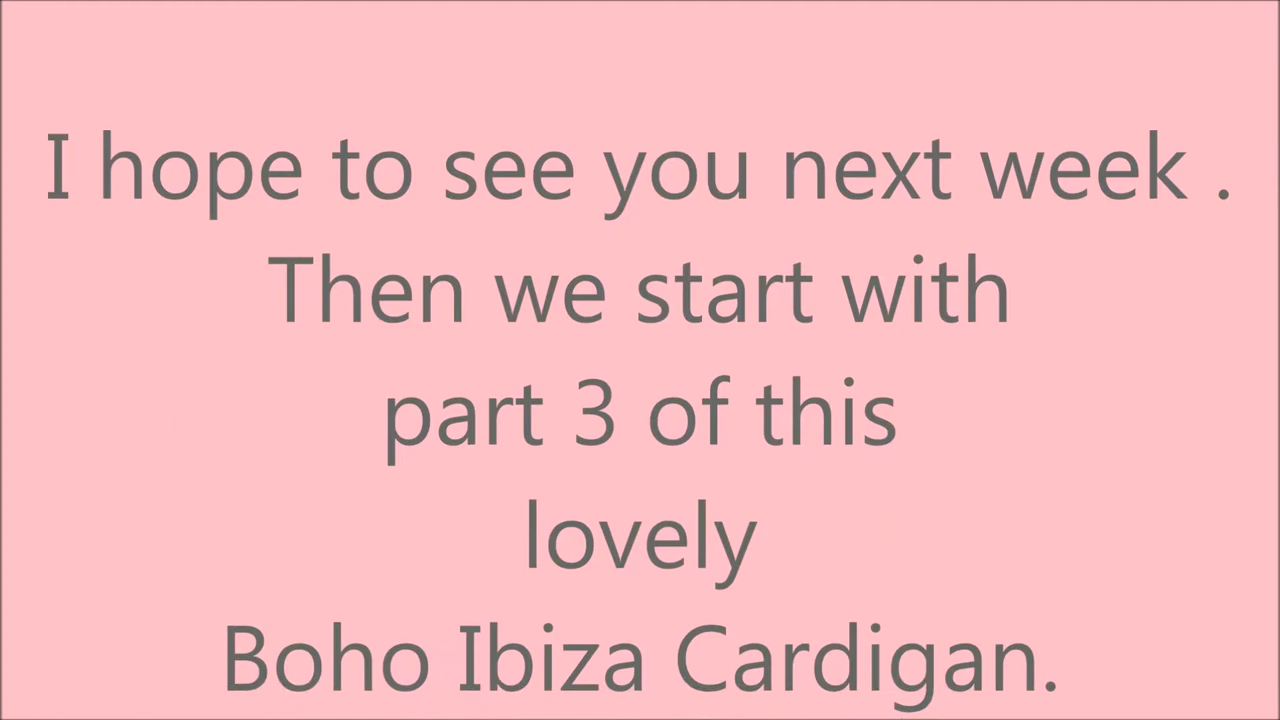 I hope to see you next week .
Then we start with
part 3 of this
lovely
Boho Ibiza Cardigan.